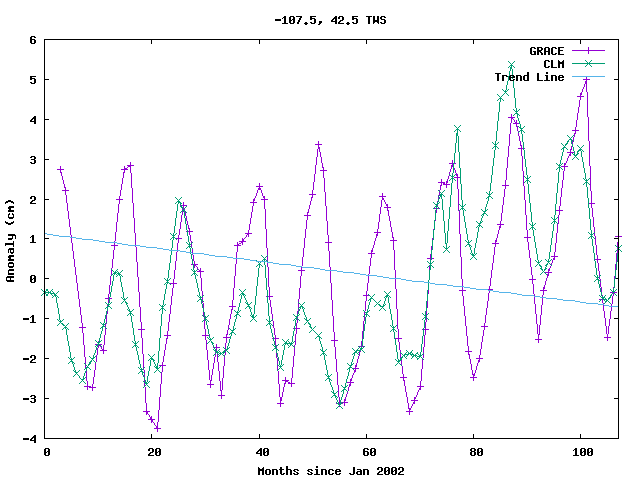 -107.5, 42.5 TWS
GRACE
CLM
Trend Line
6
5
4
3
2
1
0
-1
-2
-3
-4
Anomaly (cm)
0 20 40 60 80 100
Months since Jan 2002